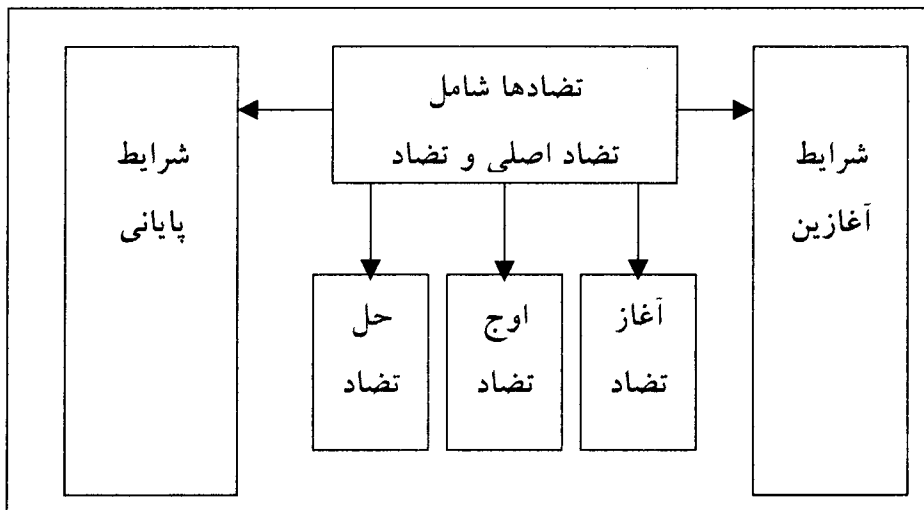 تضادها شامل
تضاد اصلی و تضاد
شرایط
آغازین
شرایط
پایانی
آغاز
تضاد
اوج
تضاد
حل
تضاد